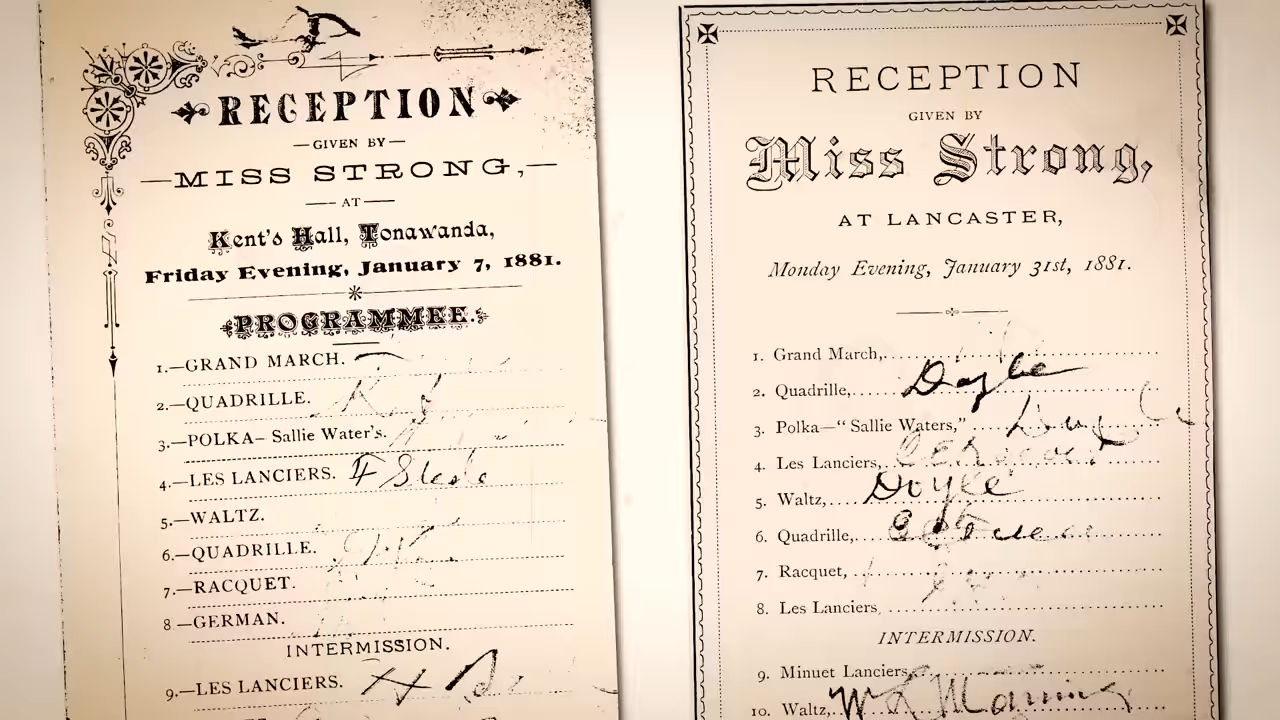 RECEPTION
—GIVEN BY—
—MISS STRONG,—
—AT—
Kent's Hall, Tonawanda,
Friday Evening, January 7, 1881.
PROGRAMMEE.
1.—GRAND MARCH.
2.—QUADRILLE.
3.—POLKA– Sallie Water's.
4.—LES LANCIERS.
5.—WALTZ.
6.—QUADRILLE.
7.—RACQUET.
8—GERMAN.
INTERMISSION.
9.—LES LANCIERS.
RECEPTION
GIVEN BY
Miss Strong,
AT LANCASTER,
Monday Evening, January 31st, 1881.
1. Grand March,
2. Quadrille, Doyle
3. Polka—“Sallie Waters,”
4. Les Lanciers,
5. Waltz, Doyle
6. Quadrille,
7. Racquet,
8. Les Lanciers
INTERMISSION.
9. Minuet Lanciers
10. Waltz, W L Manning